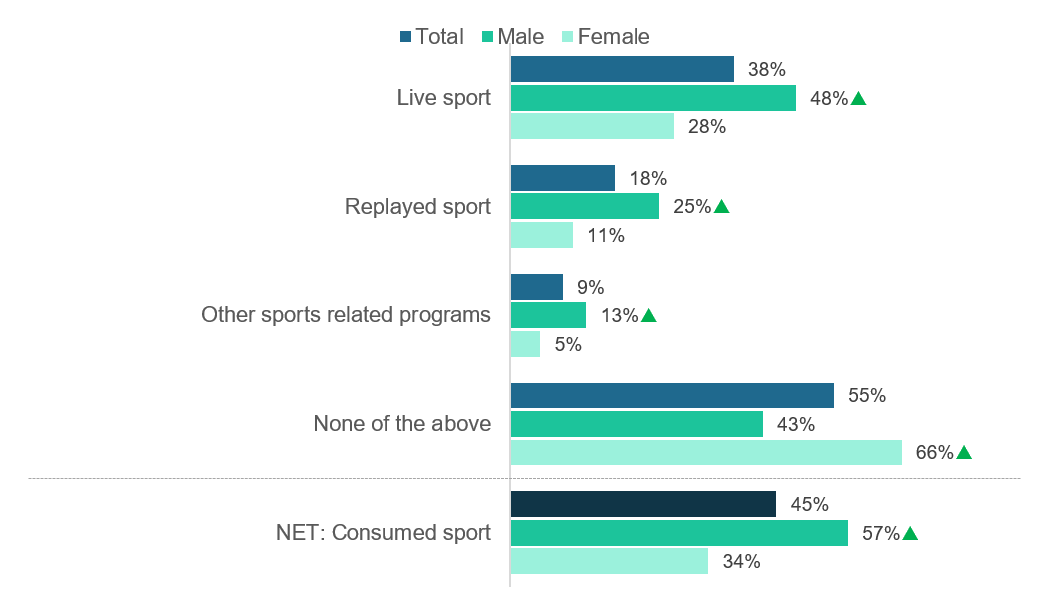 Total Male Female
Live sport
38%
48%▲
28%
Replayed sport
18%
25%▲
11%
Other sports related programs
9%
13%▲
5%
None of the above
55%
43%
66%▲
NET: Consumed sport
45%
57%▲
34%